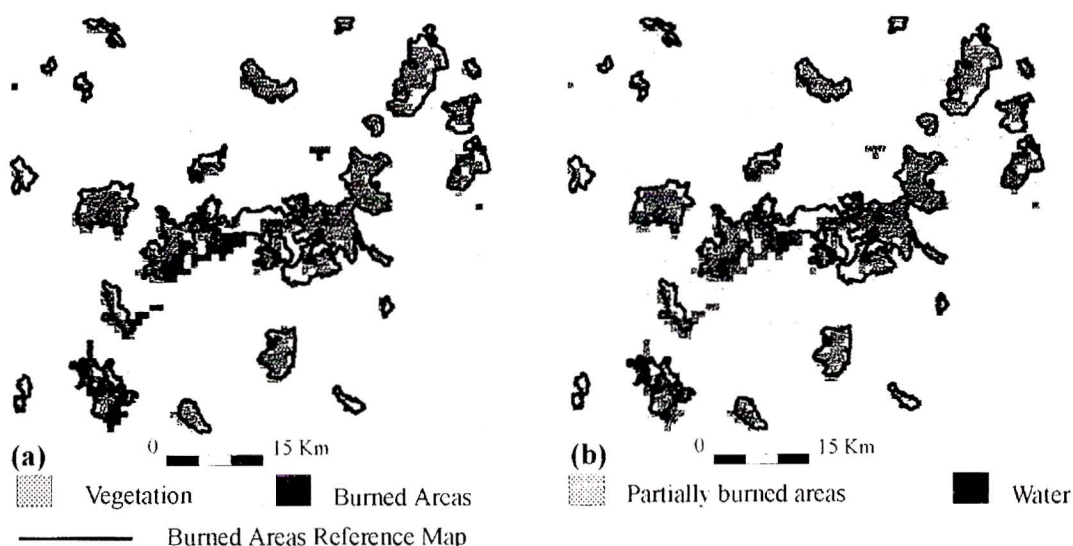 0 15 Km
(a)
Vegetation Burned Areas
Burned Areas Reference Map
0 15 Km
(b)
Partially burned areas Water